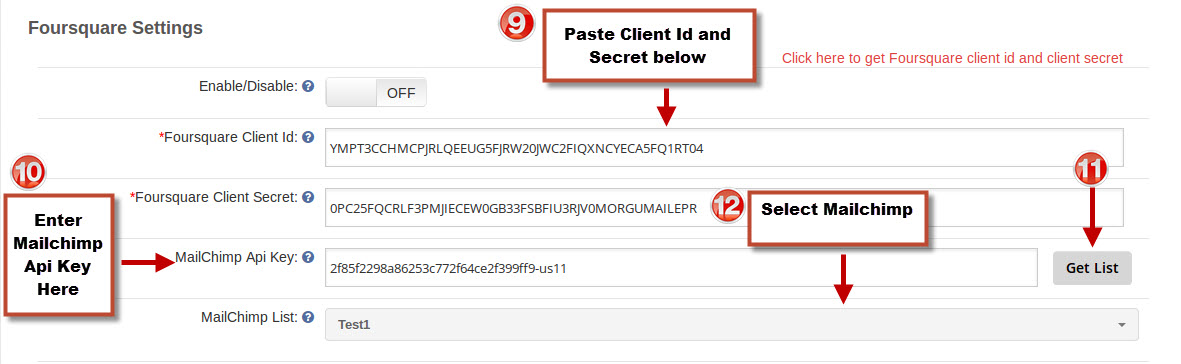 Foursquare Settings
9
Paste Client Id and
Secret below
Click here to get Foursquare client id and client secret
Enable/Disable:
OFF
*Foursquare Client Id:
YMPT3CCHMCPJRLQEEUG5FJRW20JWC2FIQXNCYECA5FQ1RT04
10
Enter
Mailchimp
Api Key
Here
*Foursquare Client Secret:
0PC25FQCRLF3PMJIECEW0GB33FSBFIU3RJV0MORGUMAILEPR
12
Select Mailchimp
11
MailChimp Api Key:
2f85f2298a86253c772f64ce2f399ff9-us11
Get List
MailChimp List:
Test1